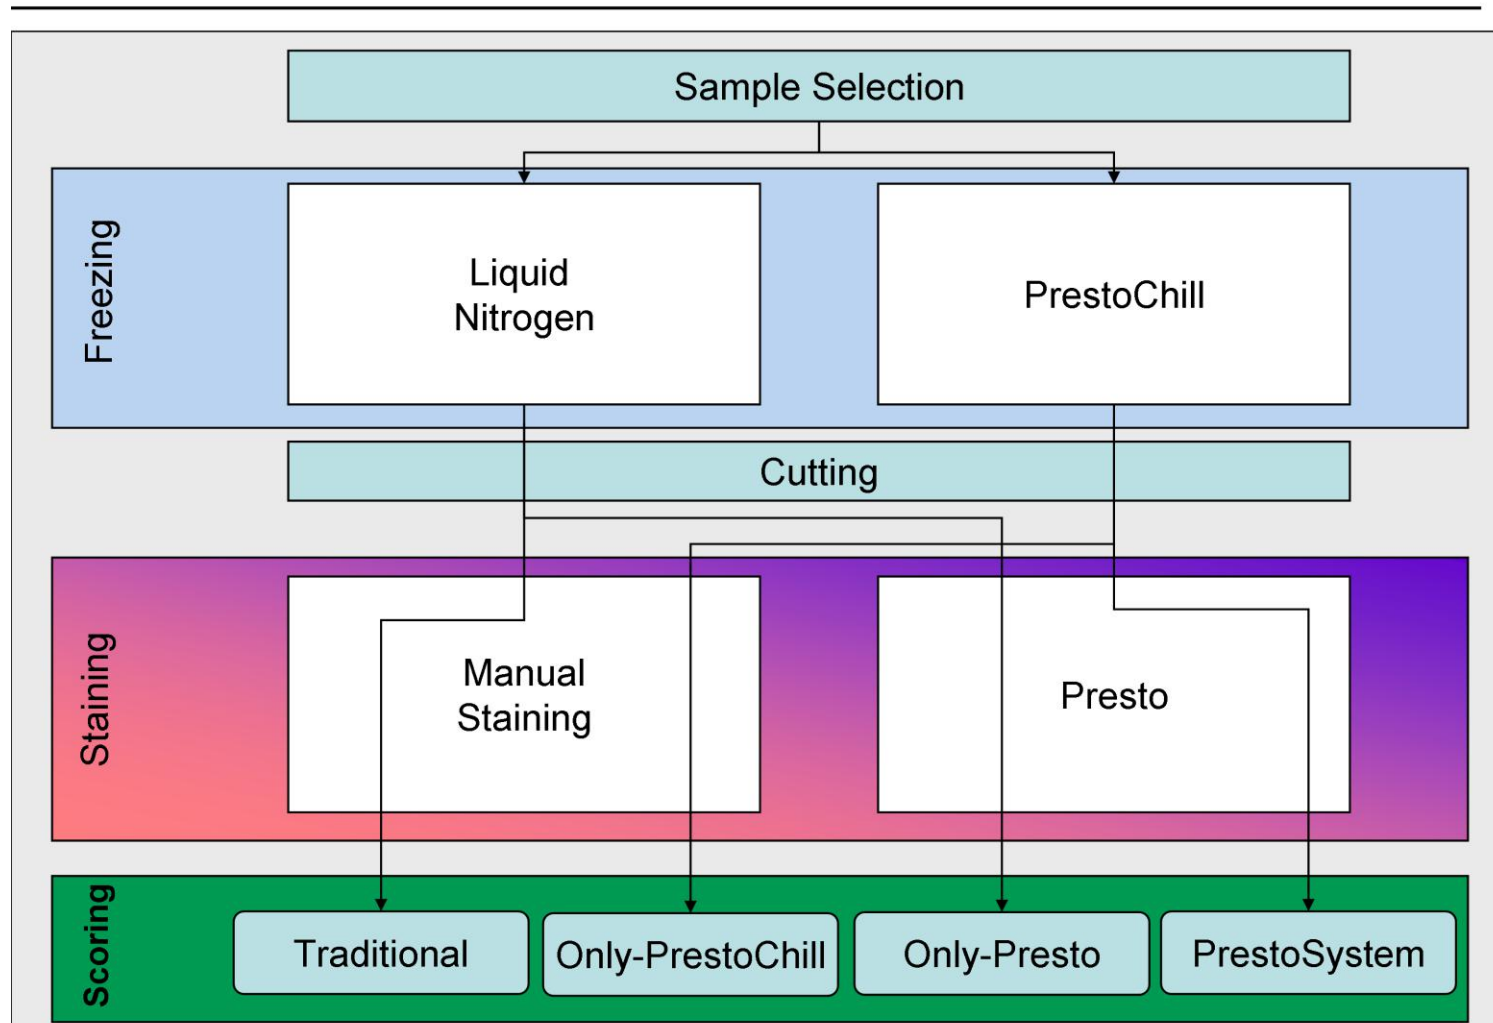 Sample Selection
Freezing
Liquid
Nitrogen
PrestoChill
Cutting
Staining
Manual
Staining
Presto
Scoring
Traditional
Only-PrestoChill
Only-Presto
PrestoSystem